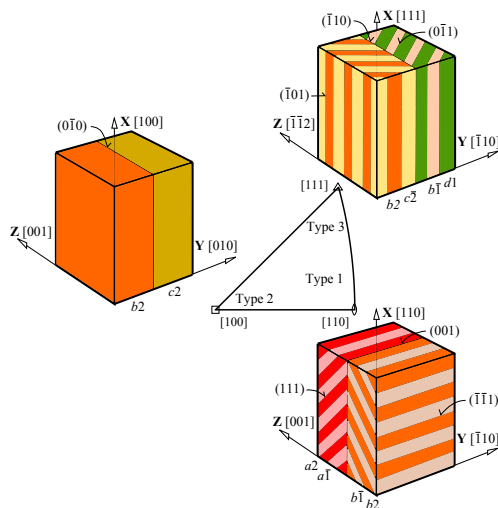 (1̄10)
X [111]
(01̄1)
(1̄01)
Z [1̄1̄2]
Y [1̄10]
b2 c2̄ b1̄ d1
(01̄0)
X [100]
Z [001]
Y [010]
b2 c2
[111]
Type 3
Type 1
Type 2
[100]
[110]
X [110]
(001)
(111)
(1̄1̄1)
Z [001]
Y [1̄10]
a2
a1̄
b1̄
b2